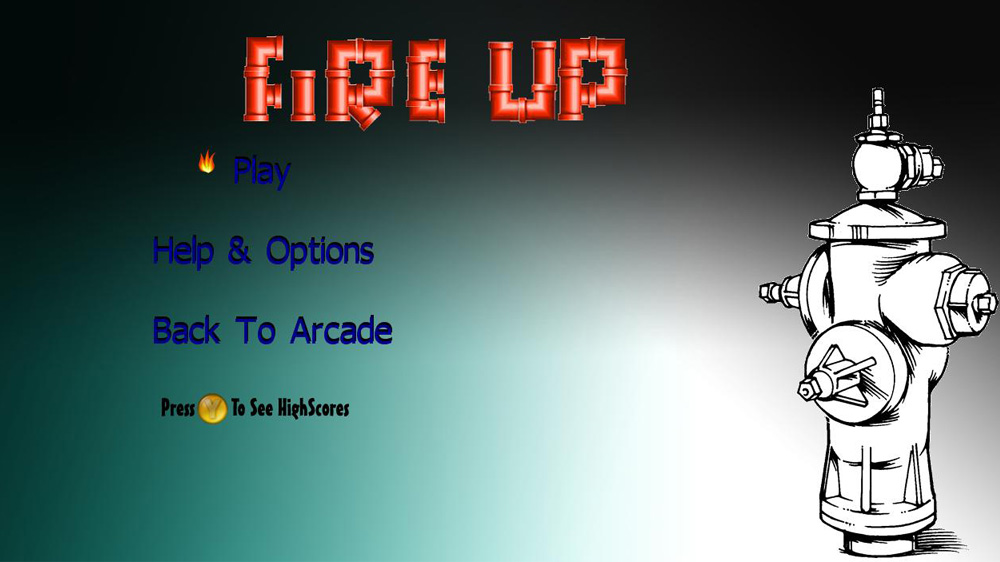 FiRE UP
Play
Help & Options
Back To Arcade
Press Y To See HighScores